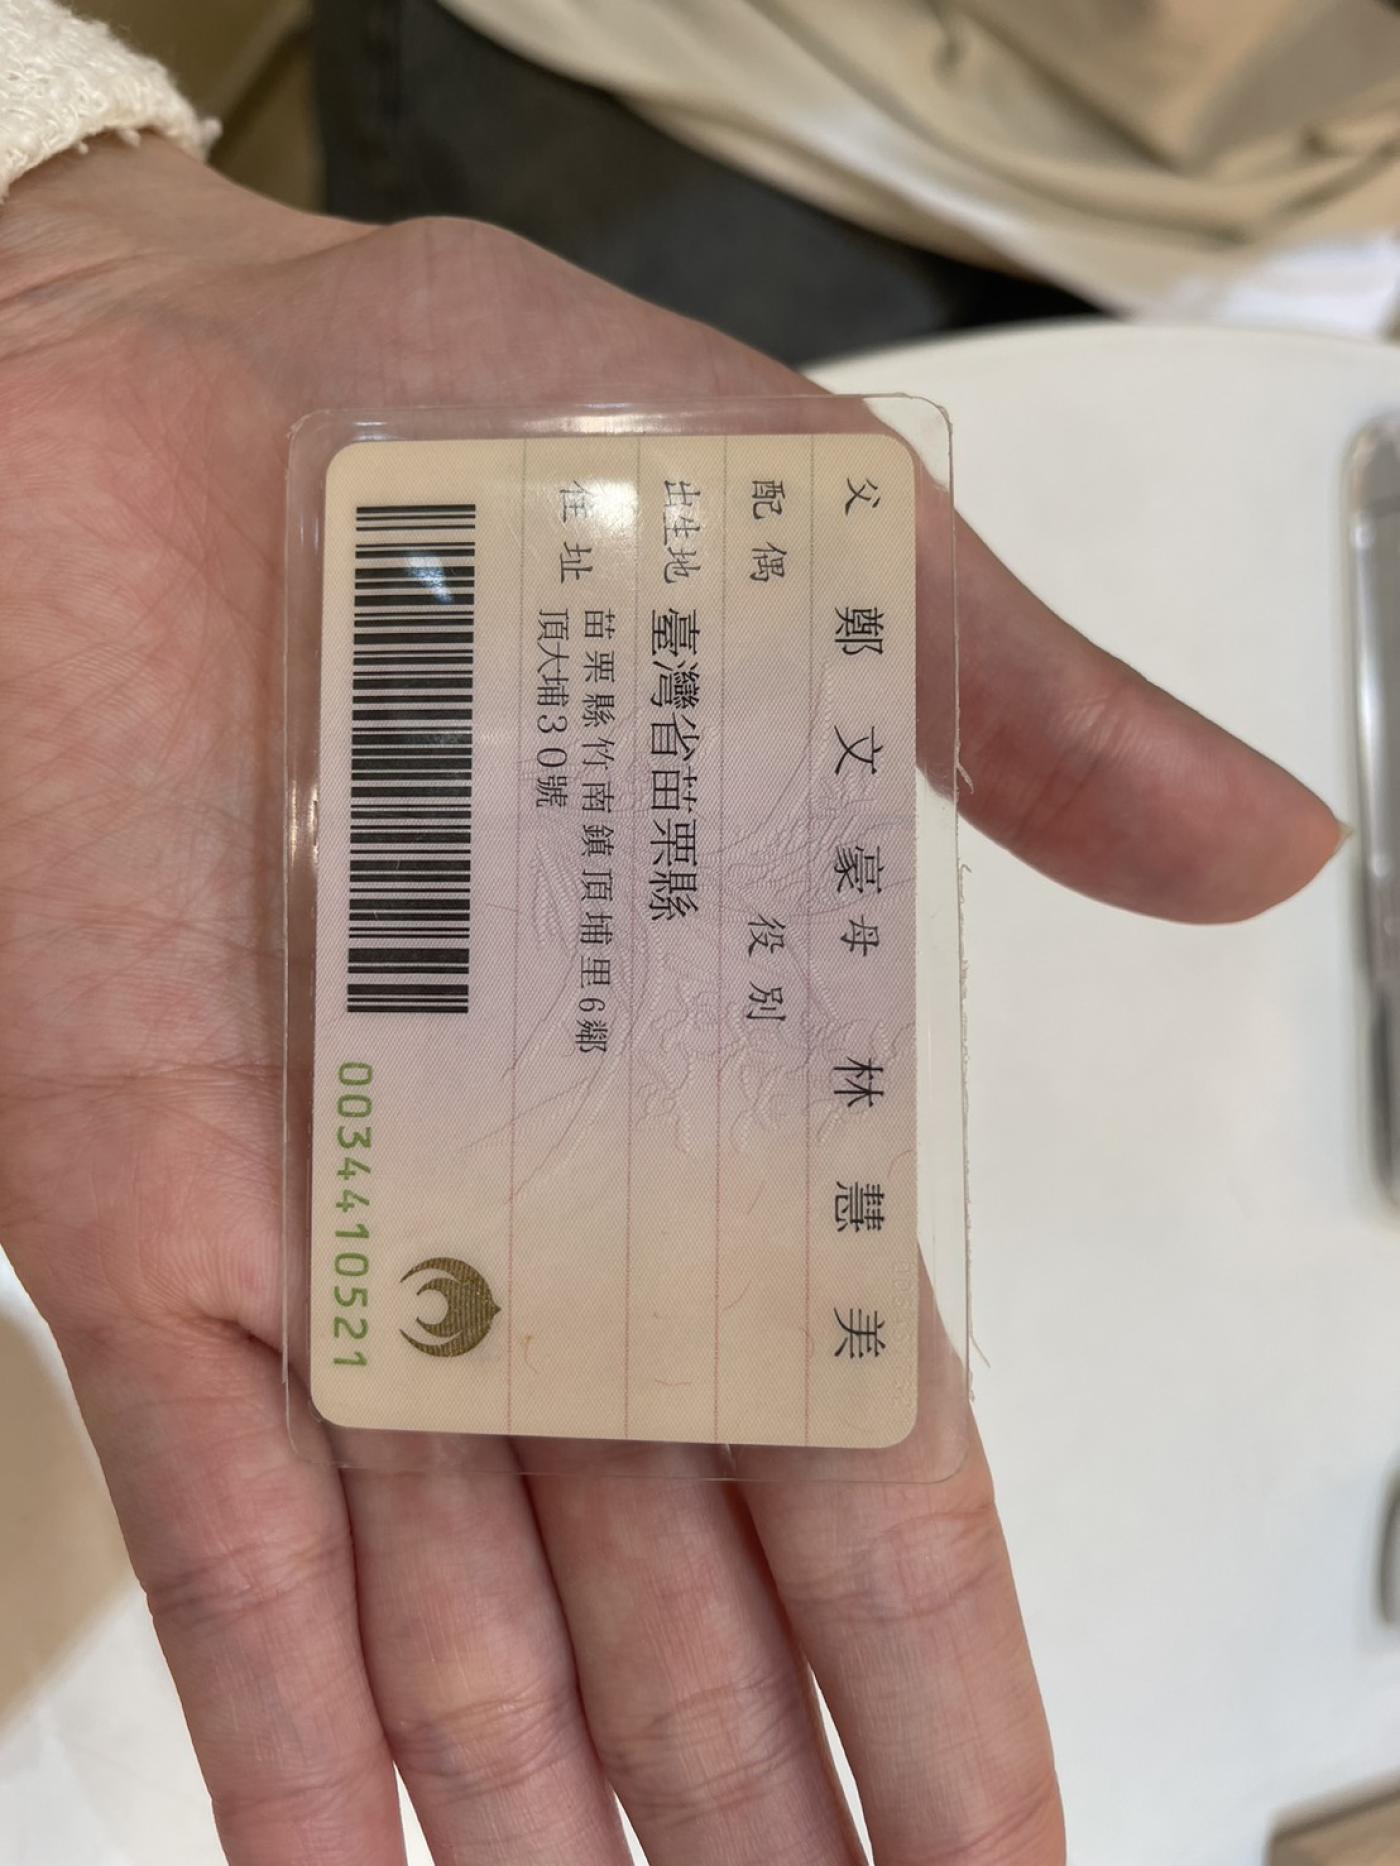 父 鄭文豪 母 林慧美
配偶 役別
出生地 臺灣省苗栗縣
住址 苗栗縣竹南鎮頂埔里6鄰
頂大埔30號
0034410521